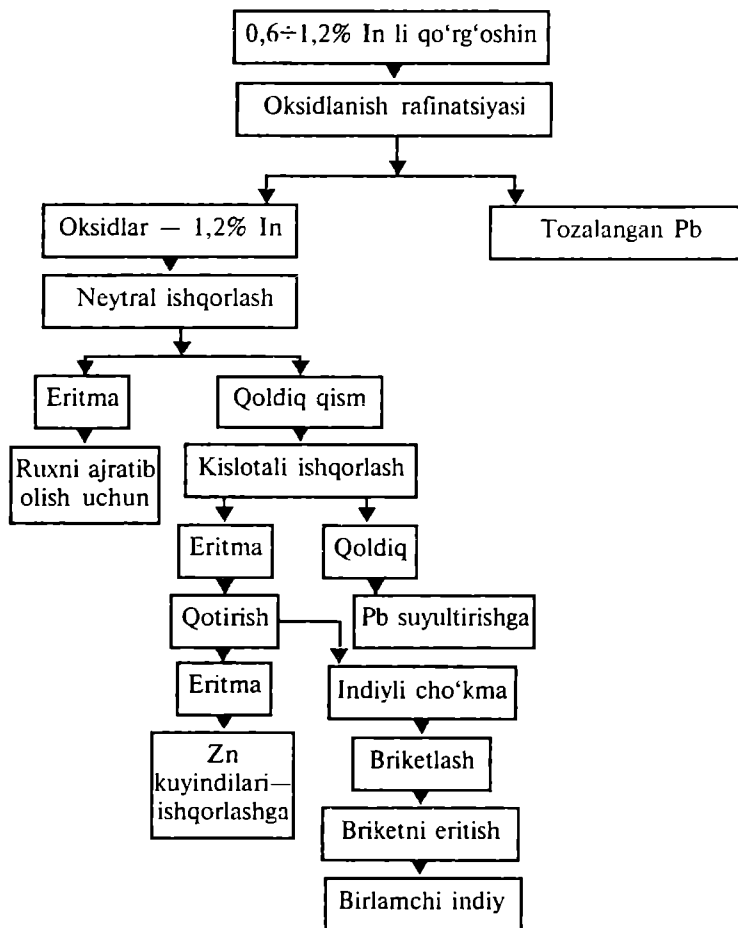 0,6÷1,2% In li qo‘rg‘oshin
Oksidlanish rafinatsiyasi
Oksidlar — 1,2% In
Tozalangan Pb
Neytral ishqorlash
Eritma
Qoldiq qism
Ruxni ajratib
olish uchun
Kislotali ishqorlash
Eritma
Qoldiq
Qotirish
Pb suyultirishga
Eritma
Indiyli cho‘kma
Zn
kuyindilari—
ishqorlashga
Briketlash
Briketni eritish
Birlamchi indiy